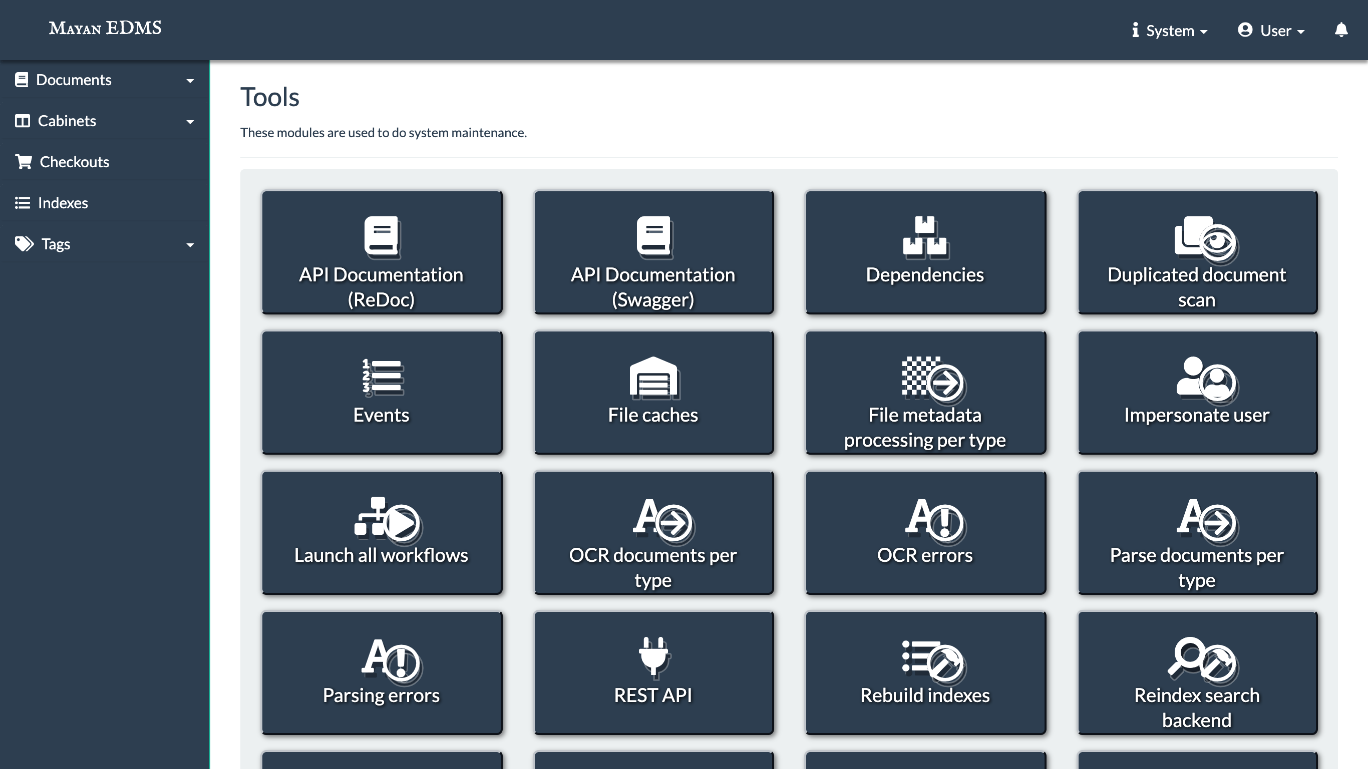 Mayan EDMS
System
User
Documents
Cabinets
Checkouts
Indexes
Tags
Tools
These modules are used to do system maintenance.
API Documentation
(ReDoc)
API Documentation
(Swagger)
Dependencies
Duplicated document
scan
Events
File caches
File metadata
processing per type
Impersonate user
Launch all workflows
OCR documents per
type
OCR errors
Parse documents per
type
Parsing errors
REST API
Rebuild indexes
Reindex search
backend